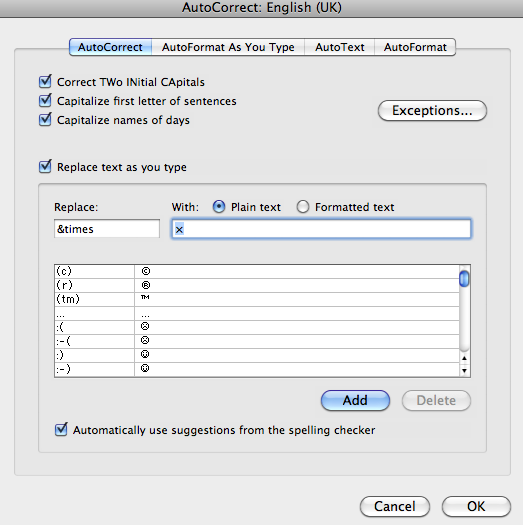 AutoCorrect: English (UK)
AutoCorrect AutoFormat As You Type AutoText AutoFormat
Correct TWo INitial CApitals
Capitalize first letter of sentences
Exceptions...
Capitalize names of days
Replace text as you type
Replace: With: Plain text Formatted text
&times ×
(c) ©
(r) ®
(tm) ™
... ...
:( ☹
:-( ☹
:) ☺
:-) ☺
Add Delete
Automatically use suggestions from the spelling checker
Cancel OK